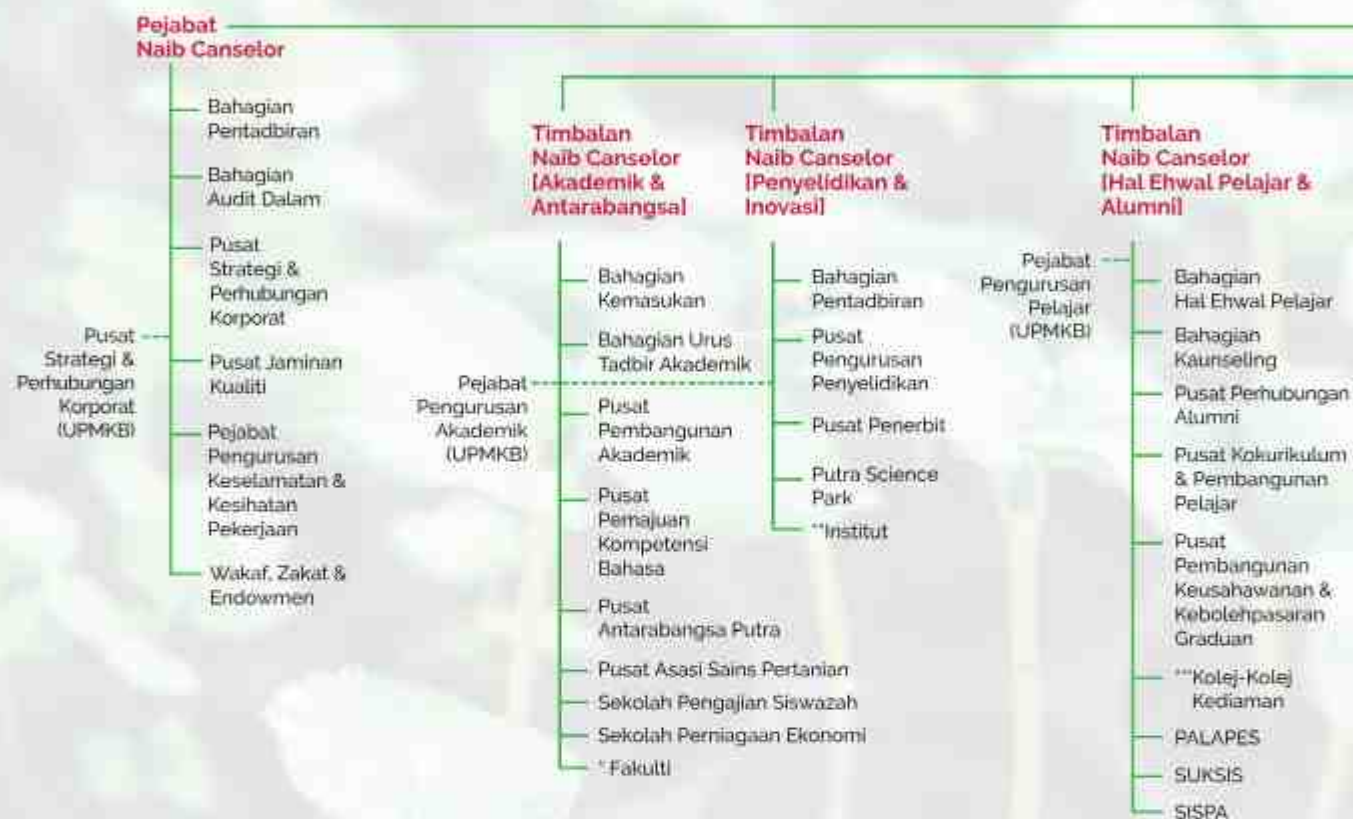 Pejabat
Naib Canselor
Bahagian
Pentadbiran
Bahagian
Audit Dalam
Pusat
Strategi &
Perhubungan
Korporat
Pusat
Strategi &
Perhubungan
Korporat
(UPMKB)
Pusat Jaminan
Kualiti
Pejabat
Pengurusan
Keselamatan &
Kesihatan
Pekerjaan
Wakaf, Zakat &
Endowmen
Timbalan
Naib Canselor
[Akademik &
Antarabangsa]
Bahagian
Kemasukan
Bahagian Urus
Tadbir Akademik
Pejabat
Pengurusan
Akademik
(UPMKB)
Pusat
Pembangunan
Akademik
Pusat
Pemajuan
Kompetensi
Bahasa
Pusat
Antarabangsa Putra
Pusat Asasi Sains Pertanian
Sekolah Pengajian Siswazah
Sekolah Perniagaan Ekonomi
* Fakulti
Timbalan
Naib Canselor
[Penyelidikan &
Inovasi]
Bahagian
Pentadbiran
Pusat
Pengurusan
Penyelidikan
Pusat Penerbit
Putra Science
Park
**Institut
Timbalan
Naib Canselor
[Hal Ehwal Pelajar &
Alumni]
Pejabat
Pengurusan
Pelajar
(UPMKB)
Bahagian
Hal Ehwal Pelajar
Bahagian
Kaunseling
Pusat Perhubungan
Alumni
Pusat Kokurikulum
& Pembangunan
Pelajar
Pusat
Pembangunan
Keusahawanan &
Kebolehpasaran
Graduan
***Kolej-Kolej
Kediaman
PALAPES
SUKSIS
SISPA